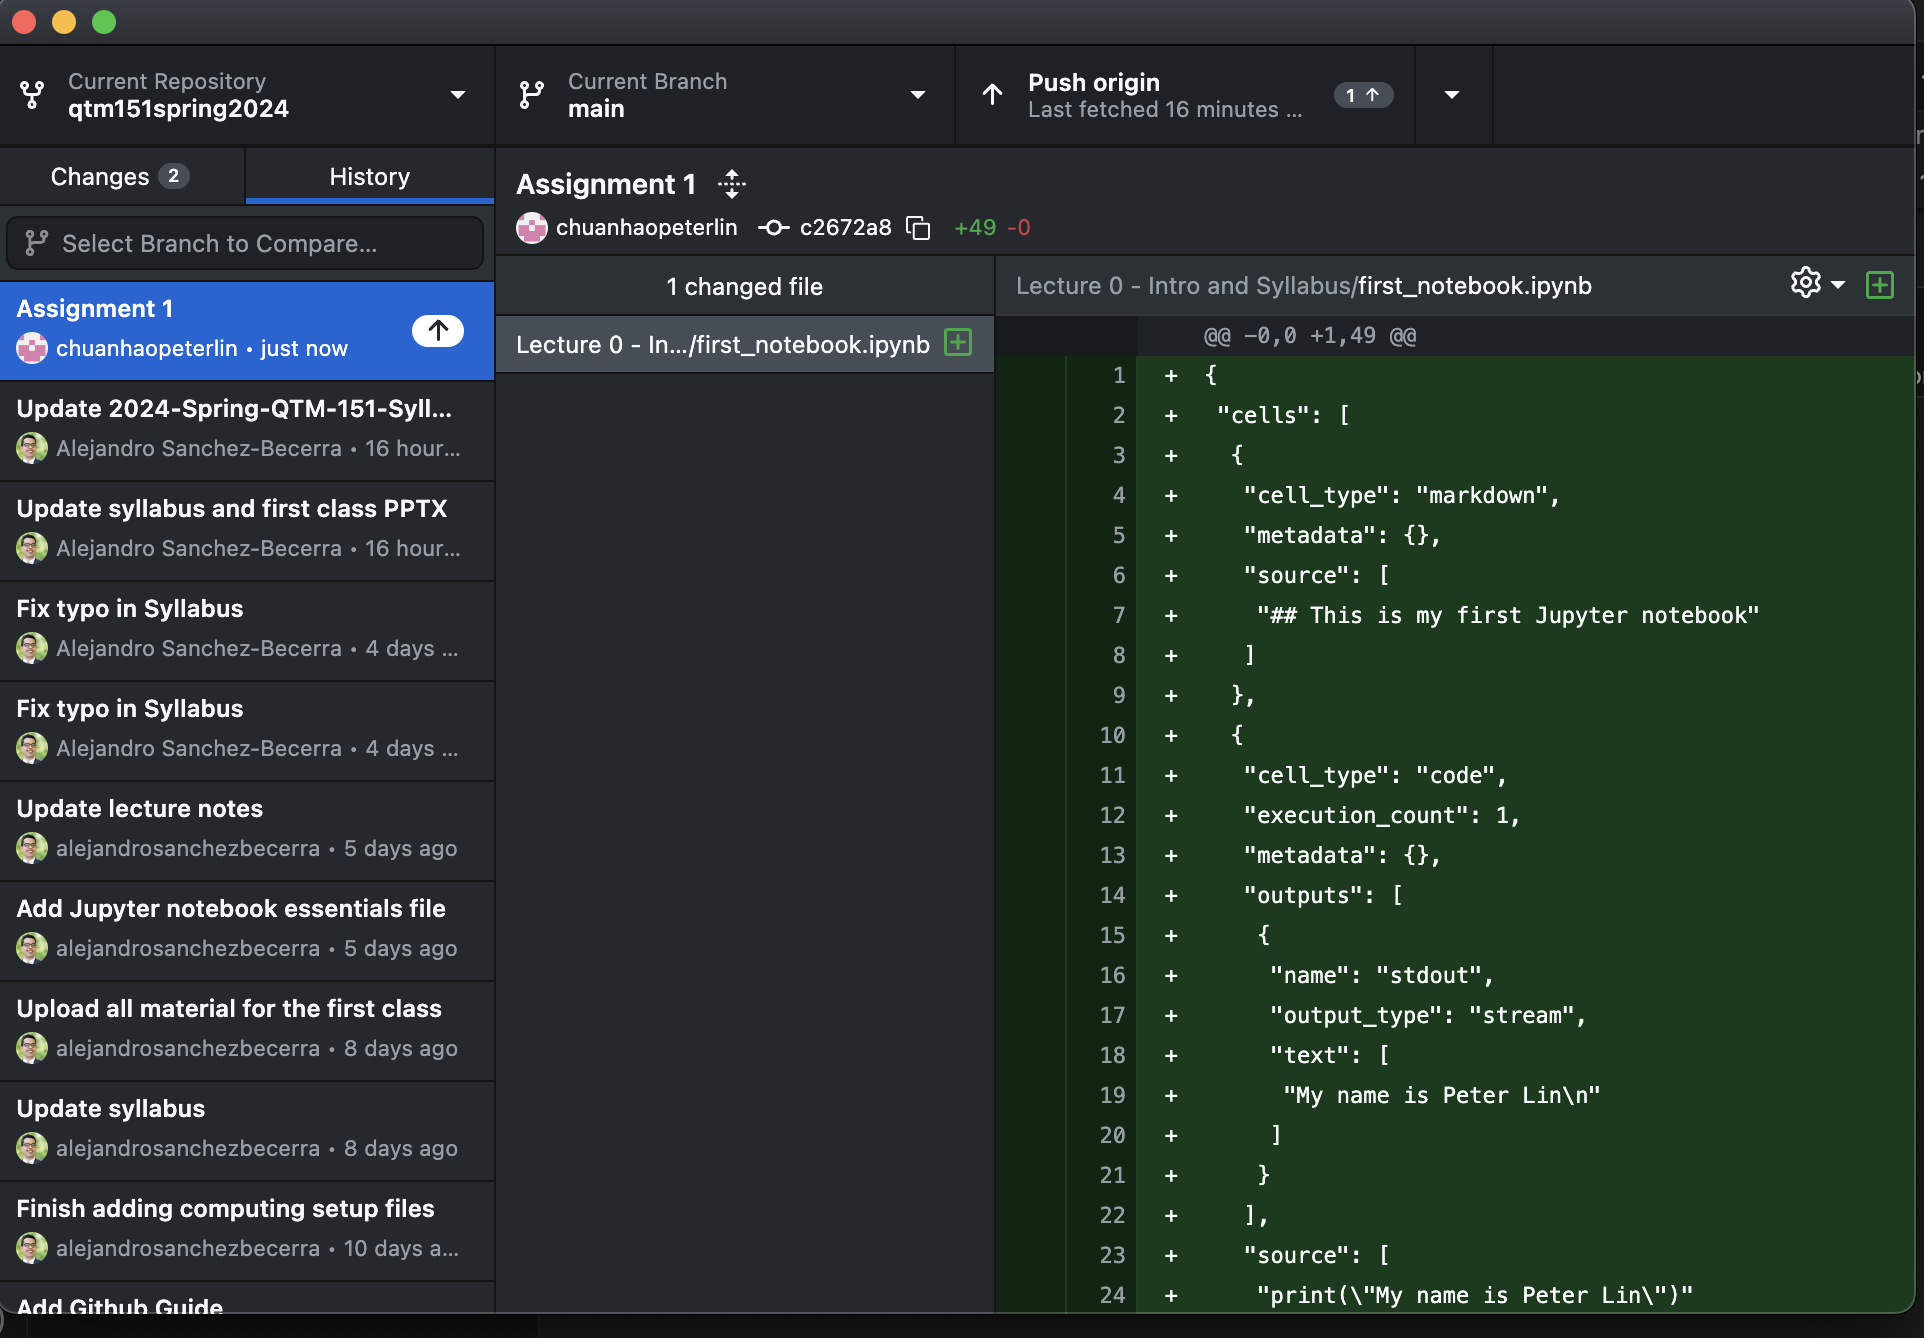 Current Repository
qtm151spring2024
Current Branch
main
Push origin
Last fetched 16 minutes ...
1
Changes 2
History
Select Branch to Compare...
Assignment 1
chuanhaopeterlin • just now
Update 2024-Spring-QTM-151-Syll...
Alejandro Sanchez-Becerra • 16 hour...
Update syllabus and first class PPTX
Alejandro Sanchez-Becerra • 16 hour...
Fix typo in Syllabus
Alejandro Sanchez-Becerra • 4 days ...
Fix typo in Syllabus
Alejandro Sanchez-Becerra • 4 days ...
Update lecture notes
alejandrosanchezbecerra • 5 days ago
Add Jupyter notebook essentials file
alejandrosanchezbecerra • 5 days ago
Upload all material for the first class
alejandrosanchezbecerra • 8 days ago
Update syllabus
alejandrosanchezbecerra • 8 days ago
Finish adding computing setup files
alejandrosanchezbecerra • 10 days a...
Add Github Guide
Assignment 1
chuanhaopeterlin c2672a8 +49 -0
1 changed file
Lecture 0 - In.../first_notebook.ipynb
Lecture 0 - Intro and Syllabus/first_notebook.ipynb
@@ -0,0 +1,49 @@
1 + {
2 + "cells": [
3 + {
4 + "cell_type": "markdown",
5 + "metadata": {},
6 + "source": [
7 + "## This is my first Jupyter notebook"
8 + ]
9 + },
10 + {
11 + "cell_type": "code",
12 + "execution_count": 1,
13 + "metadata": {},
14 + "outputs": [
15 + {
16 + "name": "stdout",
17 + "output_type": "stream",
18 + "text": [
19 + "My name is Peter Lin\n"
20 + ]
21 + }
22 + ],
23 + "source": [
24 + "print(\"My name is Peter Lin\")"